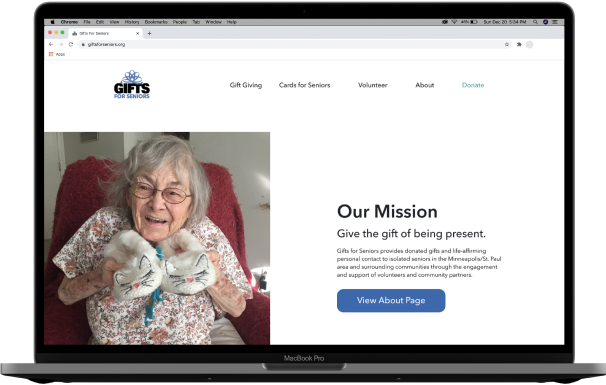 Chrome File Edit View History Bookmarks People Tab Window Help
40% Sun Dec 20 5:34 PM
Gifts For Seniors
giftsforseniors.org
Apps
GIFTS
FOR SENIORS
Gift Giving Cards for Seniors Volunteer About Donate
Our Mission
Give the gift of being present.
Gifts for Seniors provides donated gifts and life-affirming
personal contact to isolated seniors in the Minneapolis/St. Paul
area and surrounding communities through the engagement
and support of volunteers and community partners.
View About Page
MacBook Pro